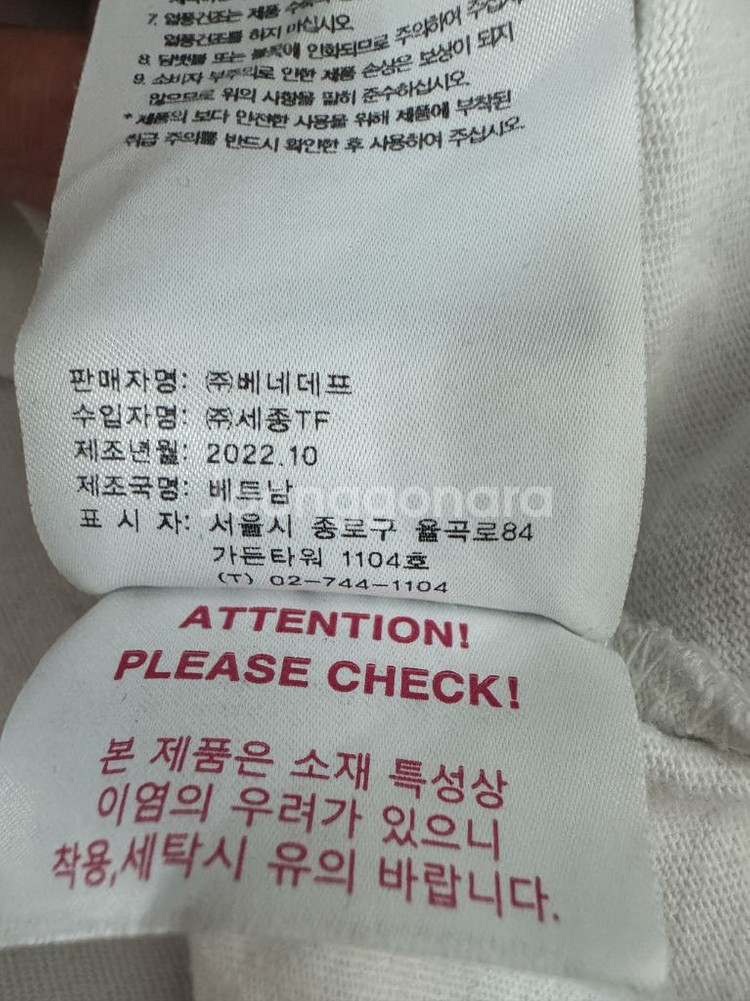 7. 열풍건조는 제품
열풍건조를 하지 마십시오
8. 담뱃불 또는 불똥에 인화되므로 주의하여 주십시
9. 소비자 부주의로 인한 제품 손상은 보상이 되지
않으므로 위의 사항을 필히 준수하십시오.
* 제품의 보다 안전한 사용을 위해 제품에 부착된
취급 주의를 반드시 확인한 후 사용하여 주십시오.
판매자명: ㈜베네데프
수입자명: ㈜세종TF
제조년월: 2022.10
제조국명: 베트남
joonggonara
표 시 자: 서울시 종로구 율곡로84
가든타워 1104호
(T) 02-744-1104
ATTENTION!
PLEASE CHECK!
본 제품은 소재 특성상
이염의 우려가 있으니
착용,세탁시 유의 바랍니다.